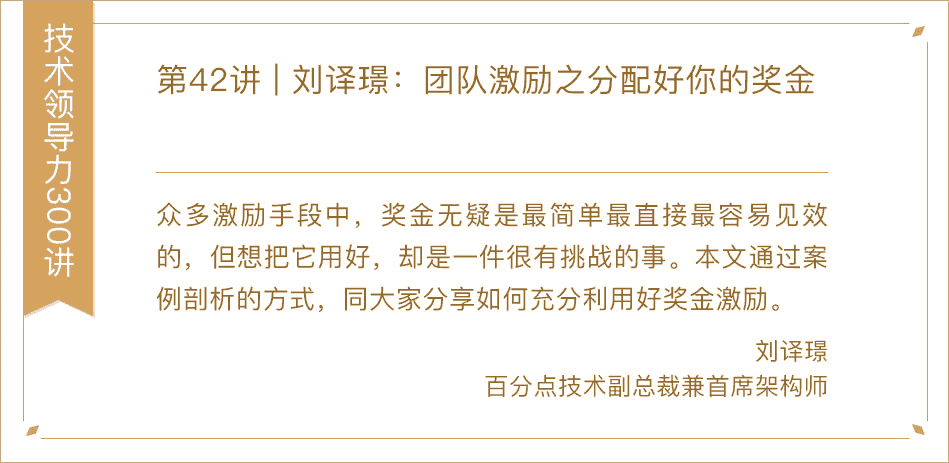 技术领导力300讲
第42讲 | 刘译璟：团队激励之分配好你的奖金
众多激励手段中，奖金无疑是最简单最直接最容易见效
的，但想把它用好，却是一件很有挑战的事。本文通过案
例剖析的方式，同大家分享如何充分利用好奖金激励。
刘译璟
百分点技术副总裁兼首席架构师